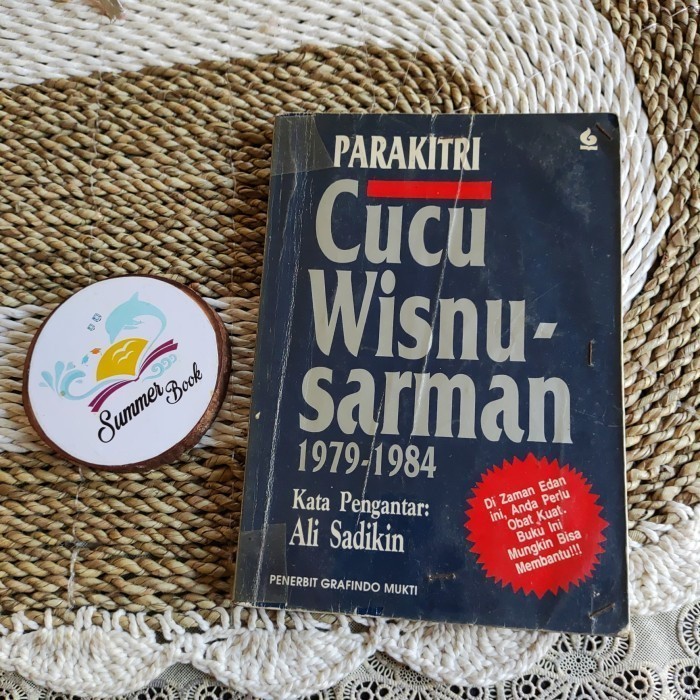 PARAKITRI
Cucu
Wisnu-
sarman
1979-1984
Kata Pengantar:
Ali Sadikin
PENERBIT GRAFINDO MUKTI
Di Zaman Edan
ini, Anda Perlu
Obat Kuat.
Buku Ini
Mungkin Bisa
Membantu!!!
Summer Book